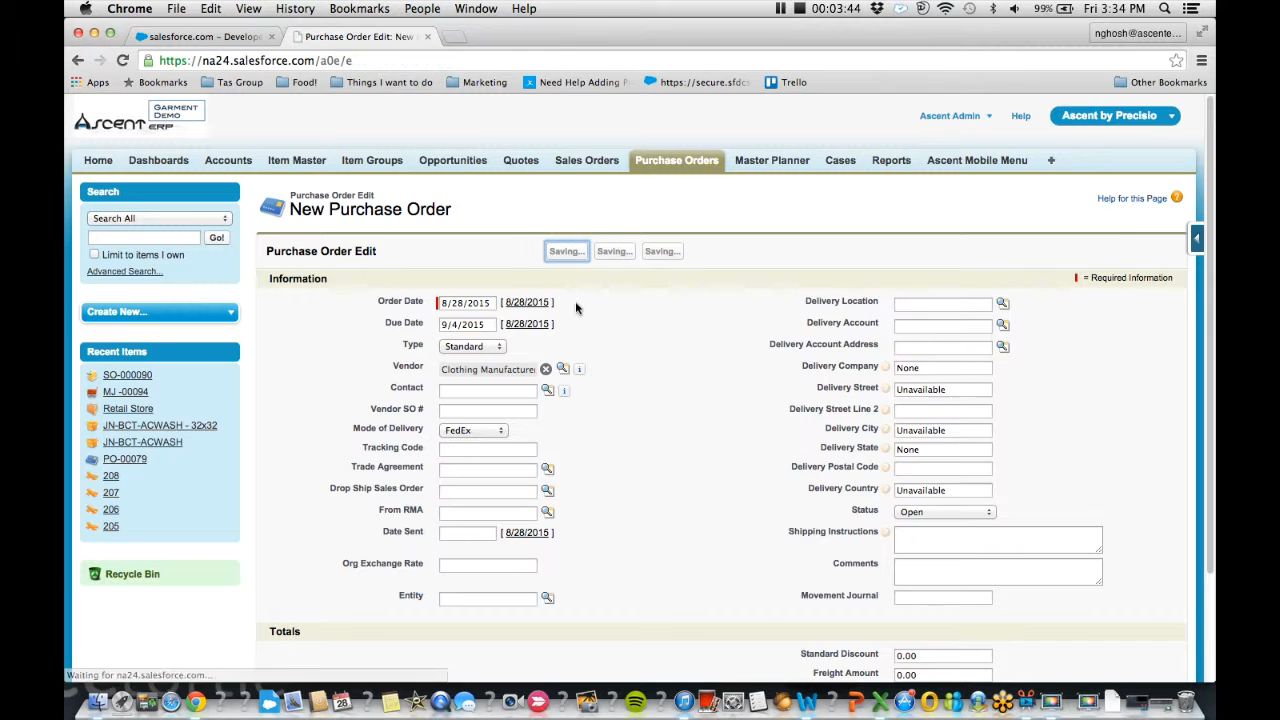 Chrome File Edit View History Bookmarks People Window Help 00:03:44 99% Fri 3:34 PM
salesforce.com – Develope Purchase Order Edit: New nghosh@ascente...
https://na24.salesforce.com/a0e/e
Apps Bookmarks Tas Group Food! Things I want to do Marketing Need Help Adding P https://secure.sfdc Trello Other Bookmarks
Ascent ERP GARMENT DEMO
Ascent Admin Help Ascent by Precisio
Home Dashboards Accounts Item Master Item Groups Opportunities Quotes Sales Orders Purchase Orders Master Planner Cases Reports Ascent Mobile Menu +
Search
Search All
Go!
Limit to items I own
Advanced Search...
Create New...
Recent Items
SO-000090
MJ -00094
Retail Store
JN-BCT-ACWASH - 32x32
JN-BCT-ACWASH
PO-00079
208
207
206
205
Recycle Bin
Purchase Order Edit
New Purchase Order
Help for this Page
Purchase Order Edit Saving... Saving... Saving...
Information = Required Information
Order Date 8/28/2015 [ 8/28/2015 ]
Due Date 9/4/2015 [ 8/28/2015 ]
Type Standard
Vendor Clothing Manufacturer
Contact
Vendor SO #
Mode of Delivery FedEx
Tracking Code
Trade Agreement
Drop Ship Sales Order
From RMA
Date Sent [ 8/28/2015 ]
Org Exchange Rate
Entity
Delivery Location
Delivery Account
Delivery Account Address
Delivery Company None
Delivery Street Unavailable
Delivery Street Line 2
Delivery City Unavailable
Delivery State None
Delivery Postal Code
Delivery Country Unavailable
Status Open
Shipping Instructions
Comments
Movement Journal
Totals
Standard Discount 0.00
Freight Amount 0.00
Waiting for na24.salesforce.com...